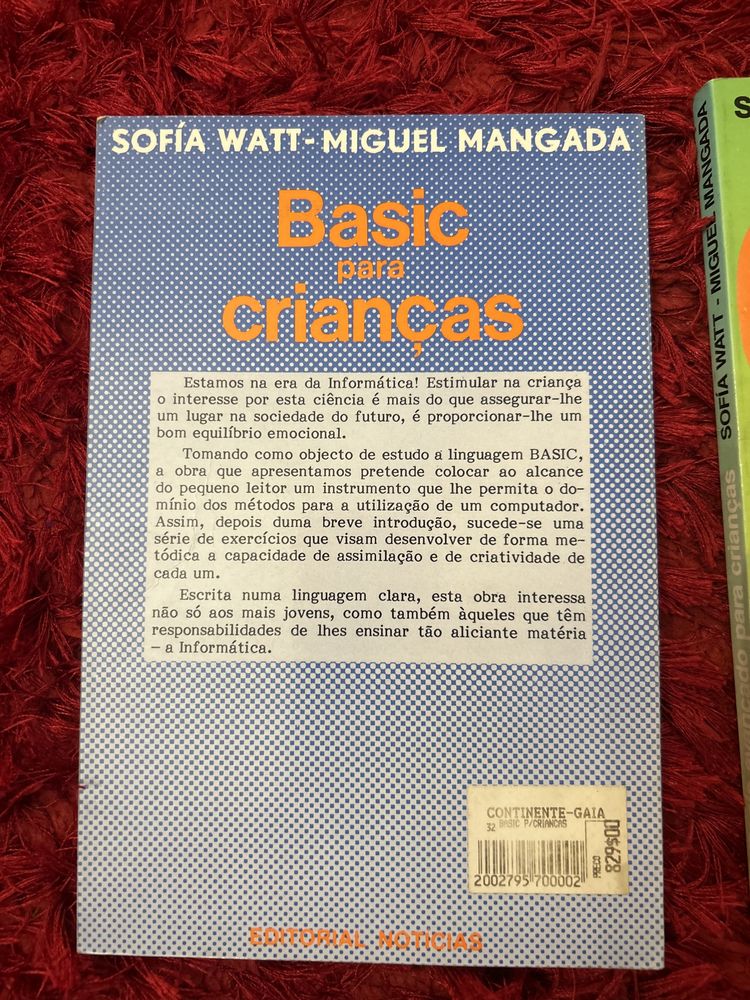 SOFÍA WATT-MIGUEL MANGADA
Basic
para
crianças
Estamos na era da Informática! Estimular na criança
o interesse por esta ciência é mais do que assegurar-lhe
um lugar na sociedade do futuro, é proporcionar-lhe um
bom equilíbrio emocional.
Tomando como objecto de estudo a linguagem BASIC,
a obra que apresentamos pretende colocar ao alcance
do pequeno leitor um instrumento que lhe permita o do-
mínio dos métodos para a utilização de um computador.
Assim, depois duma breve introdução, sucede-se uma
série de exercícios que visam desenvolver de forma me-
tódica a capacidade de assimilação e de criatividade de
cada um.
Escrita numa linguagem clara, esta obra interessa
não só aos mais jovens, como também àqueles que têm
responsabilidades de lhes ensinar tão aliciante matéria
– a Informática.
CONTINENTE-GAIA
32 BASIC P/CRIANCAS
2002795 700002
PRECO 829$00
EDITORIAL NOTICIAS
S
SOFÍA WATT - MIGUEL MANGADA
para crianças